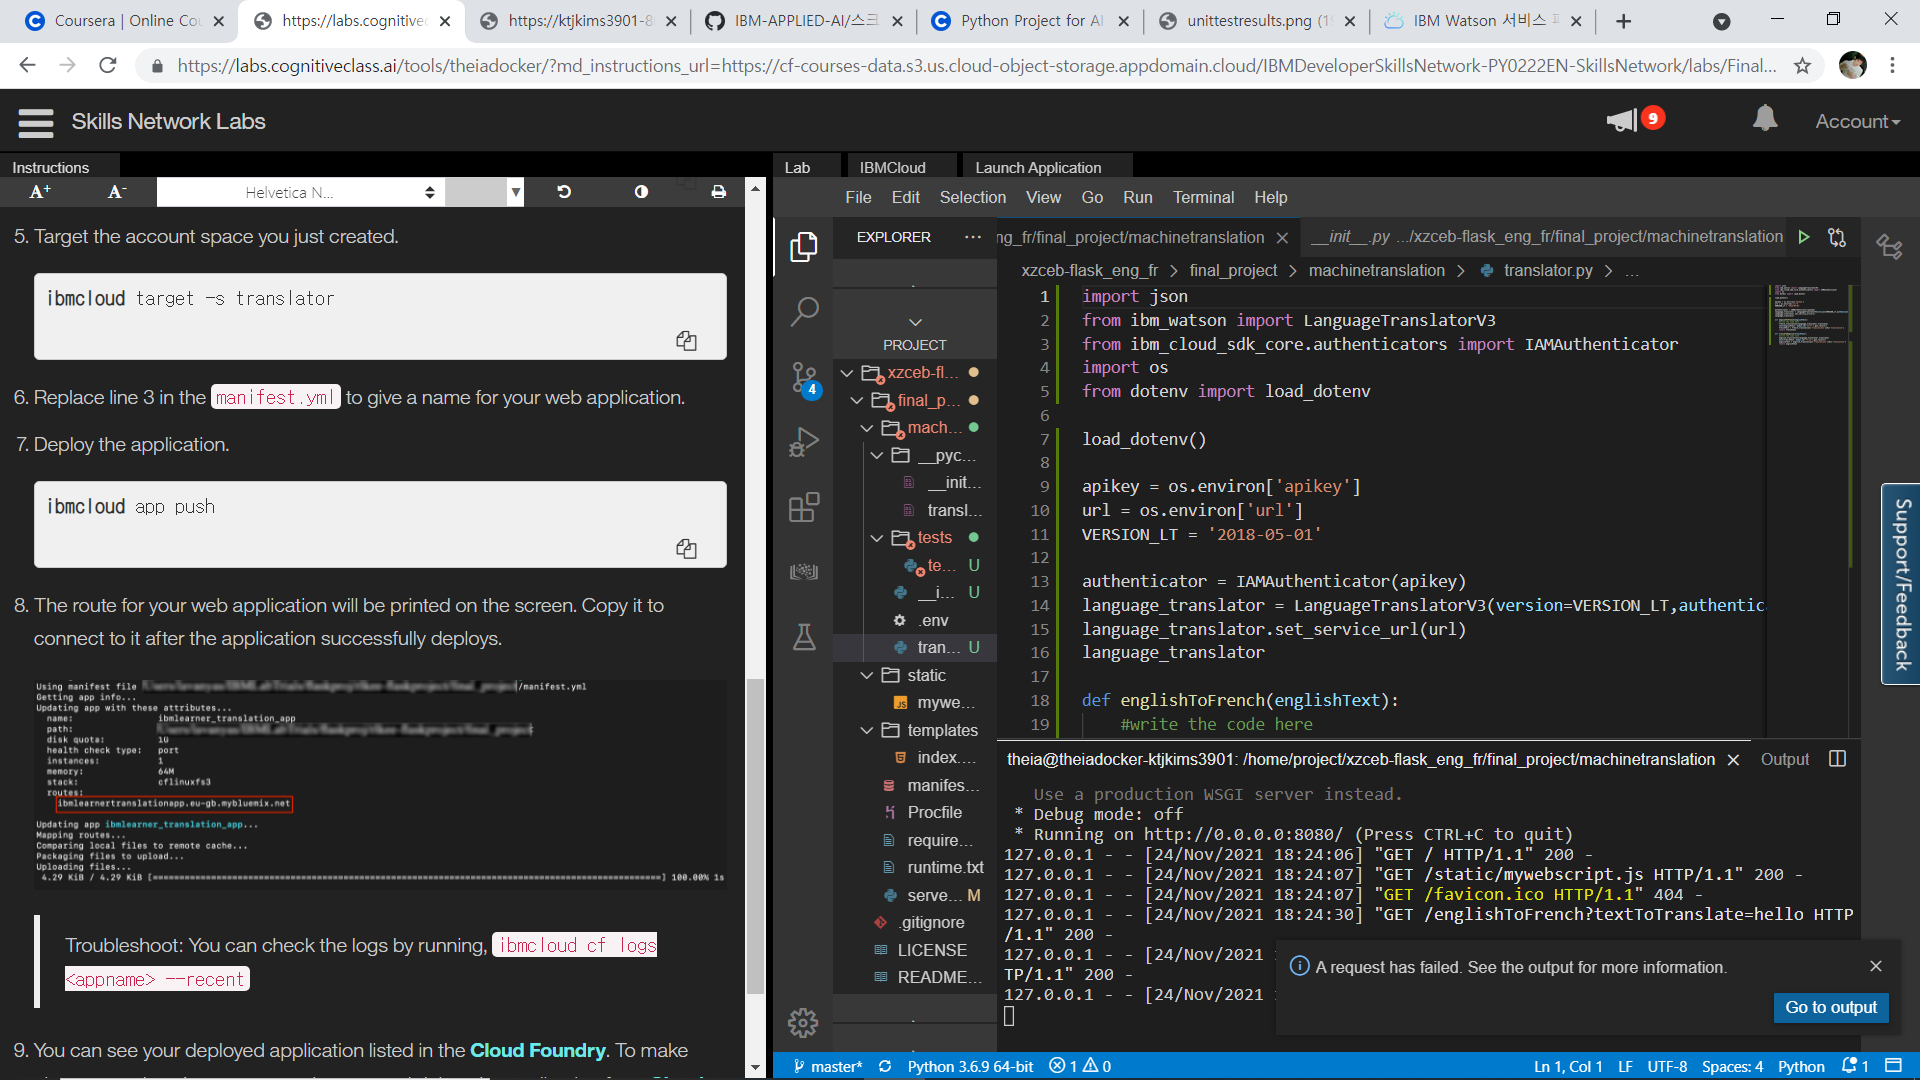 Coursera | Online Cou
https://labs.cognitivec
https://ktjkims3901-8
IBM-APPLIED-AI/스크
Python Project for AI
unittestresults.png (19
IBM Watson 서비스 파
https://labs.cognitiveclass.ai/tools/theiadocker/?md_instructions_url=https://cf-courses-data.s3.us.cloud-object-storage.appdomain.cloud/IBMDeveloperSkillsNetwork-PY0222EN-SkillsNetwork/labs/Final...
Skills Network Labs
9
Account
Instructions
A+ A- Helvetica N...
5. Target the account space you just created.
ibmcloud target -s translator
6. Replace line 3 in the manifest.yml to give a name for your web application.
7. Deploy the application.
ibmcloud app push
8. The route for your web application will be printed on the screen. Copy it to
connect to it after the application successfully deploys.
Using manifest file /manifest.yml
Getting app info...
Updating app with these attributes...
name: ibmlearner_translation_app
path:
disk quota: 1G
health check type: port
instances: 1
memory: 64M
stack: cflinuxfs3
routes:
ibmlearnertranslationapp.eu-gb.mybluemix.net
Updating app ibmlearner_translation_app...
Mapping routes...
Comparing local files to remote cache...
Packaging files to upload...
Uploading files...
4.29 KiB / 4.29 KiB [=====================================================] 100.00% 1s
Troubleshoot: You can check the logs by running, ibmcloud cf logs
<appname> --recent
9. You can see your deployed application listed in the Cloud Foundry. To make
Lab
IBMCloud
Launch Application
File Edit Selection View Go Run Terminal Help
EXPLORER ...
PROJECT
xzceb-fl...
final_p...
mach...
__pyc...
__init...
transl...
tests
te... U
__i... U
.env
tran... U
static
mywe...
templates
index....
manifes...
Procfile
require...
runtime.txt
serve... M
.gitignore
LICENSE
README...
4
ng_fr/final_project/machinetranslation
__init__.py .../xzceb-flask_eng_fr/final_project/machinetranslation
xzceb-flask_eng_fr > final_project > machinetranslation > translator.py > ...
1 import json
2 from ibm_watson import LanguageTranslatorV3
3 from ibm_cloud_sdk_core.authenticators import IAMAuthenticator
4 import os
5 from dotenv import load_dotenv
6
7 load_dotenv()
8
9 apikey = os.environ['apikey']
10 url = os.environ['url']
11 VERSION_LT = '2018-05-01'
12
13 authenticator = IAMAuthenticator(apikey)
14 language_translator = LanguageTranslatorV3(version=VERSION_LT,authentic
15 language_translator.set_service_url(url)
16 language_translator
17
18 def englishToFrench(englishText):
19 #write the code here
theia@theiadocker-ktjkims3901: /home/project/xzceb-flask_eng_fr/final_project/machinetranslation
Output
Use a production WSGI server instead.
* Debug mode: off
* Running on http://0.0.0.0:8080/ (Press CTRL+C to quit)
127.0.0.1 - - [24/Nov/2021 18:24:06] "GET / HTTP/1.1" 200 -
127.0.0.1 - - [24/Nov/2021 18:24:07] "GET /static/mywebscript.js HTTP/1.1" 200 -
127.0.0.1 - - [24/Nov/2021 18:24:07] "GET /favicon.ico HTTP/1.1" 404 -
127.0.0.1 - - [24/Nov/2021 18:24:30] "GET /englishToFrench?textToTranslate=hello HTTP
/1.1" 200 -
127.0.0.1 - - [24/Nov/2021
TP/1.1" 200 -
127.0.0.1 - - [24/Nov/2021
A request has failed. See the output for more information.
Go to output
Support/Feedback
master* Python 3.6.9 64-bit 1 0
Ln 1, Col 1 LF UTF-8 Spaces: 4 Python 1